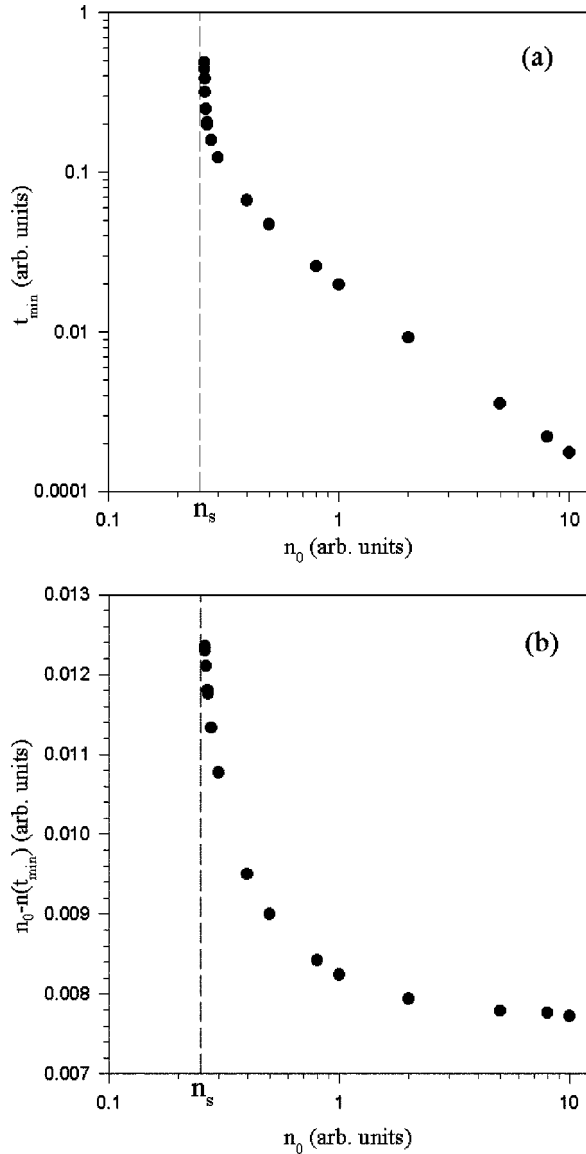 1
(a)
0.1
t_min (arb. units)
0.01
0.0001
0.1
n_s
1
10
n_0 (arb. units)
0.013
(b)
0.012
0.011
n_0-n(t_min) (arb. units)
0.010
0.009
0.008
0.007
0.1
n_s
1
10
n_0 (arb. units)